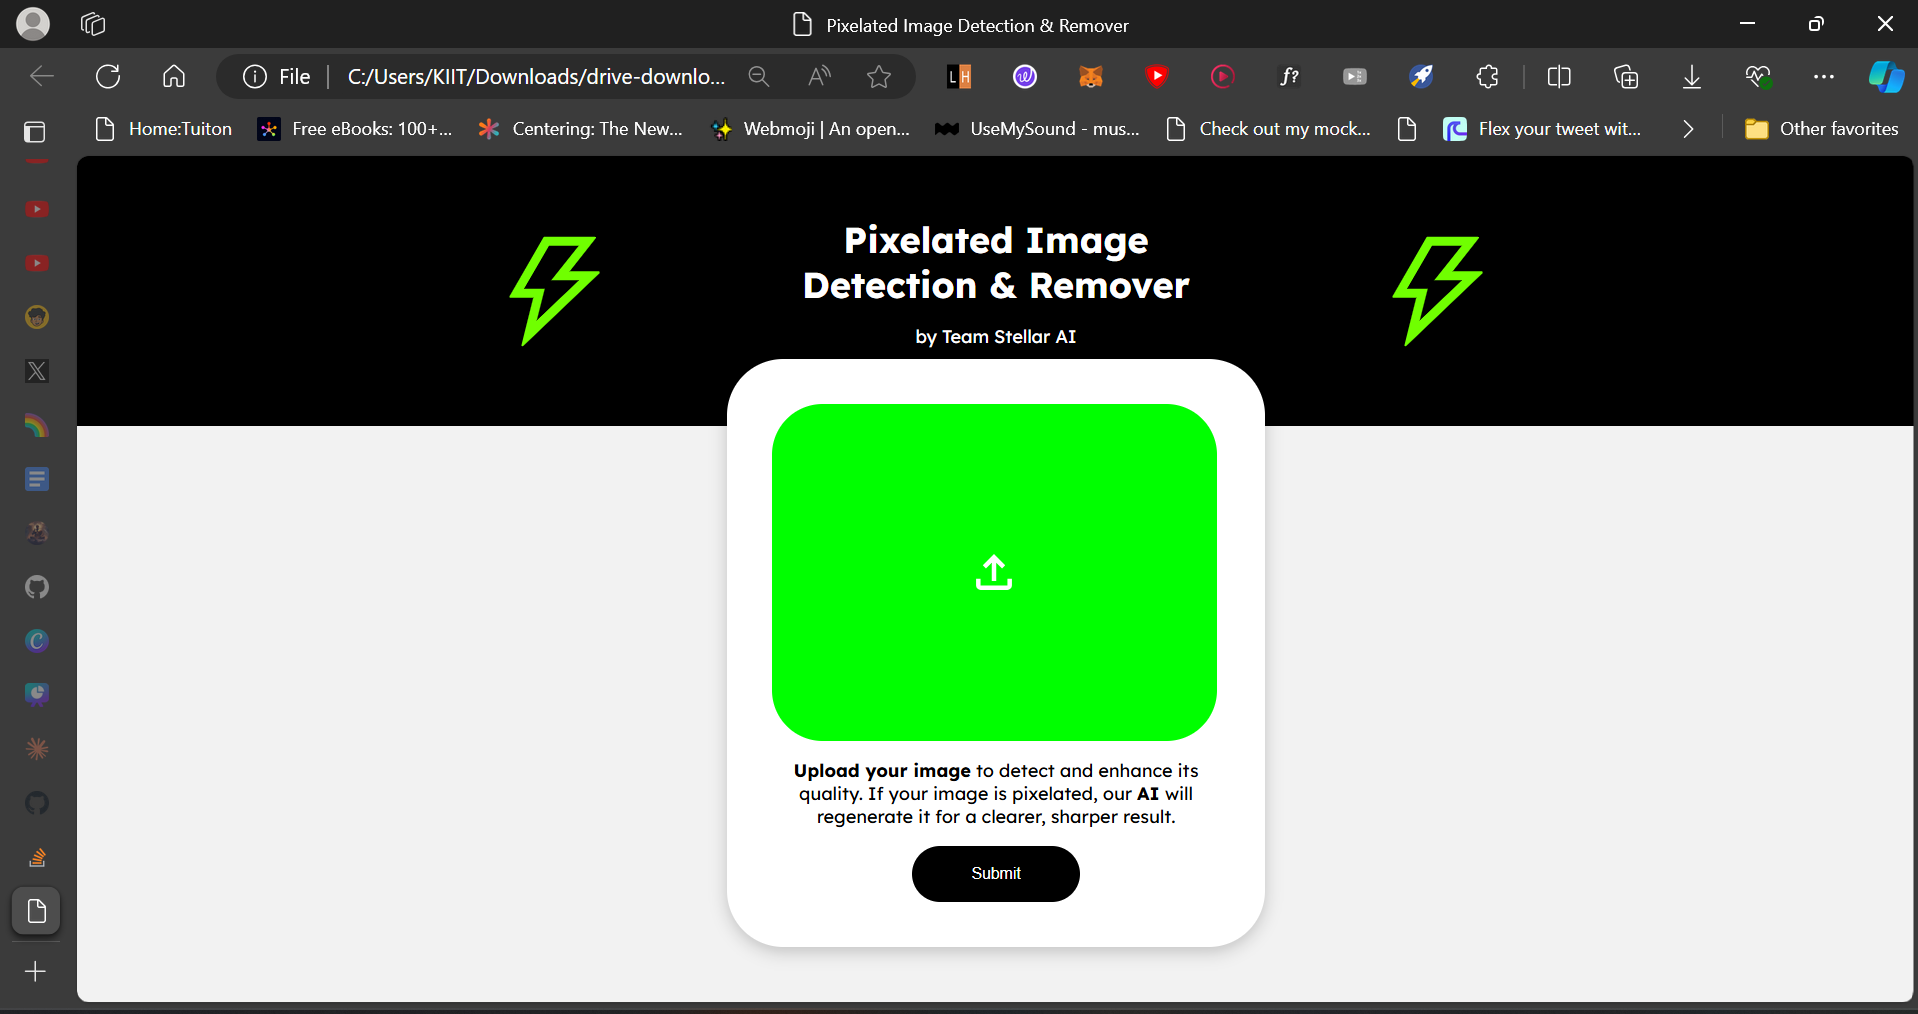 Pixelated Image Detection & Remover
File
C:/Users/KIIT/Downloads/drive-downlo...
LH
f?
Home:Tuiton
Free eBooks: 100+...
Centering: The New...
Webmoji | An open...
UseMySound - mus...
Check out my mock...
Flex your tweet wit...
Other favorites
Pixelated Image
Detection & Remover
by Team Stellar AI
Upload your image to detect and enhance its
quality. If your image is pixelated, our AI will
regenerate it for a clearer, sharper result.
Submit